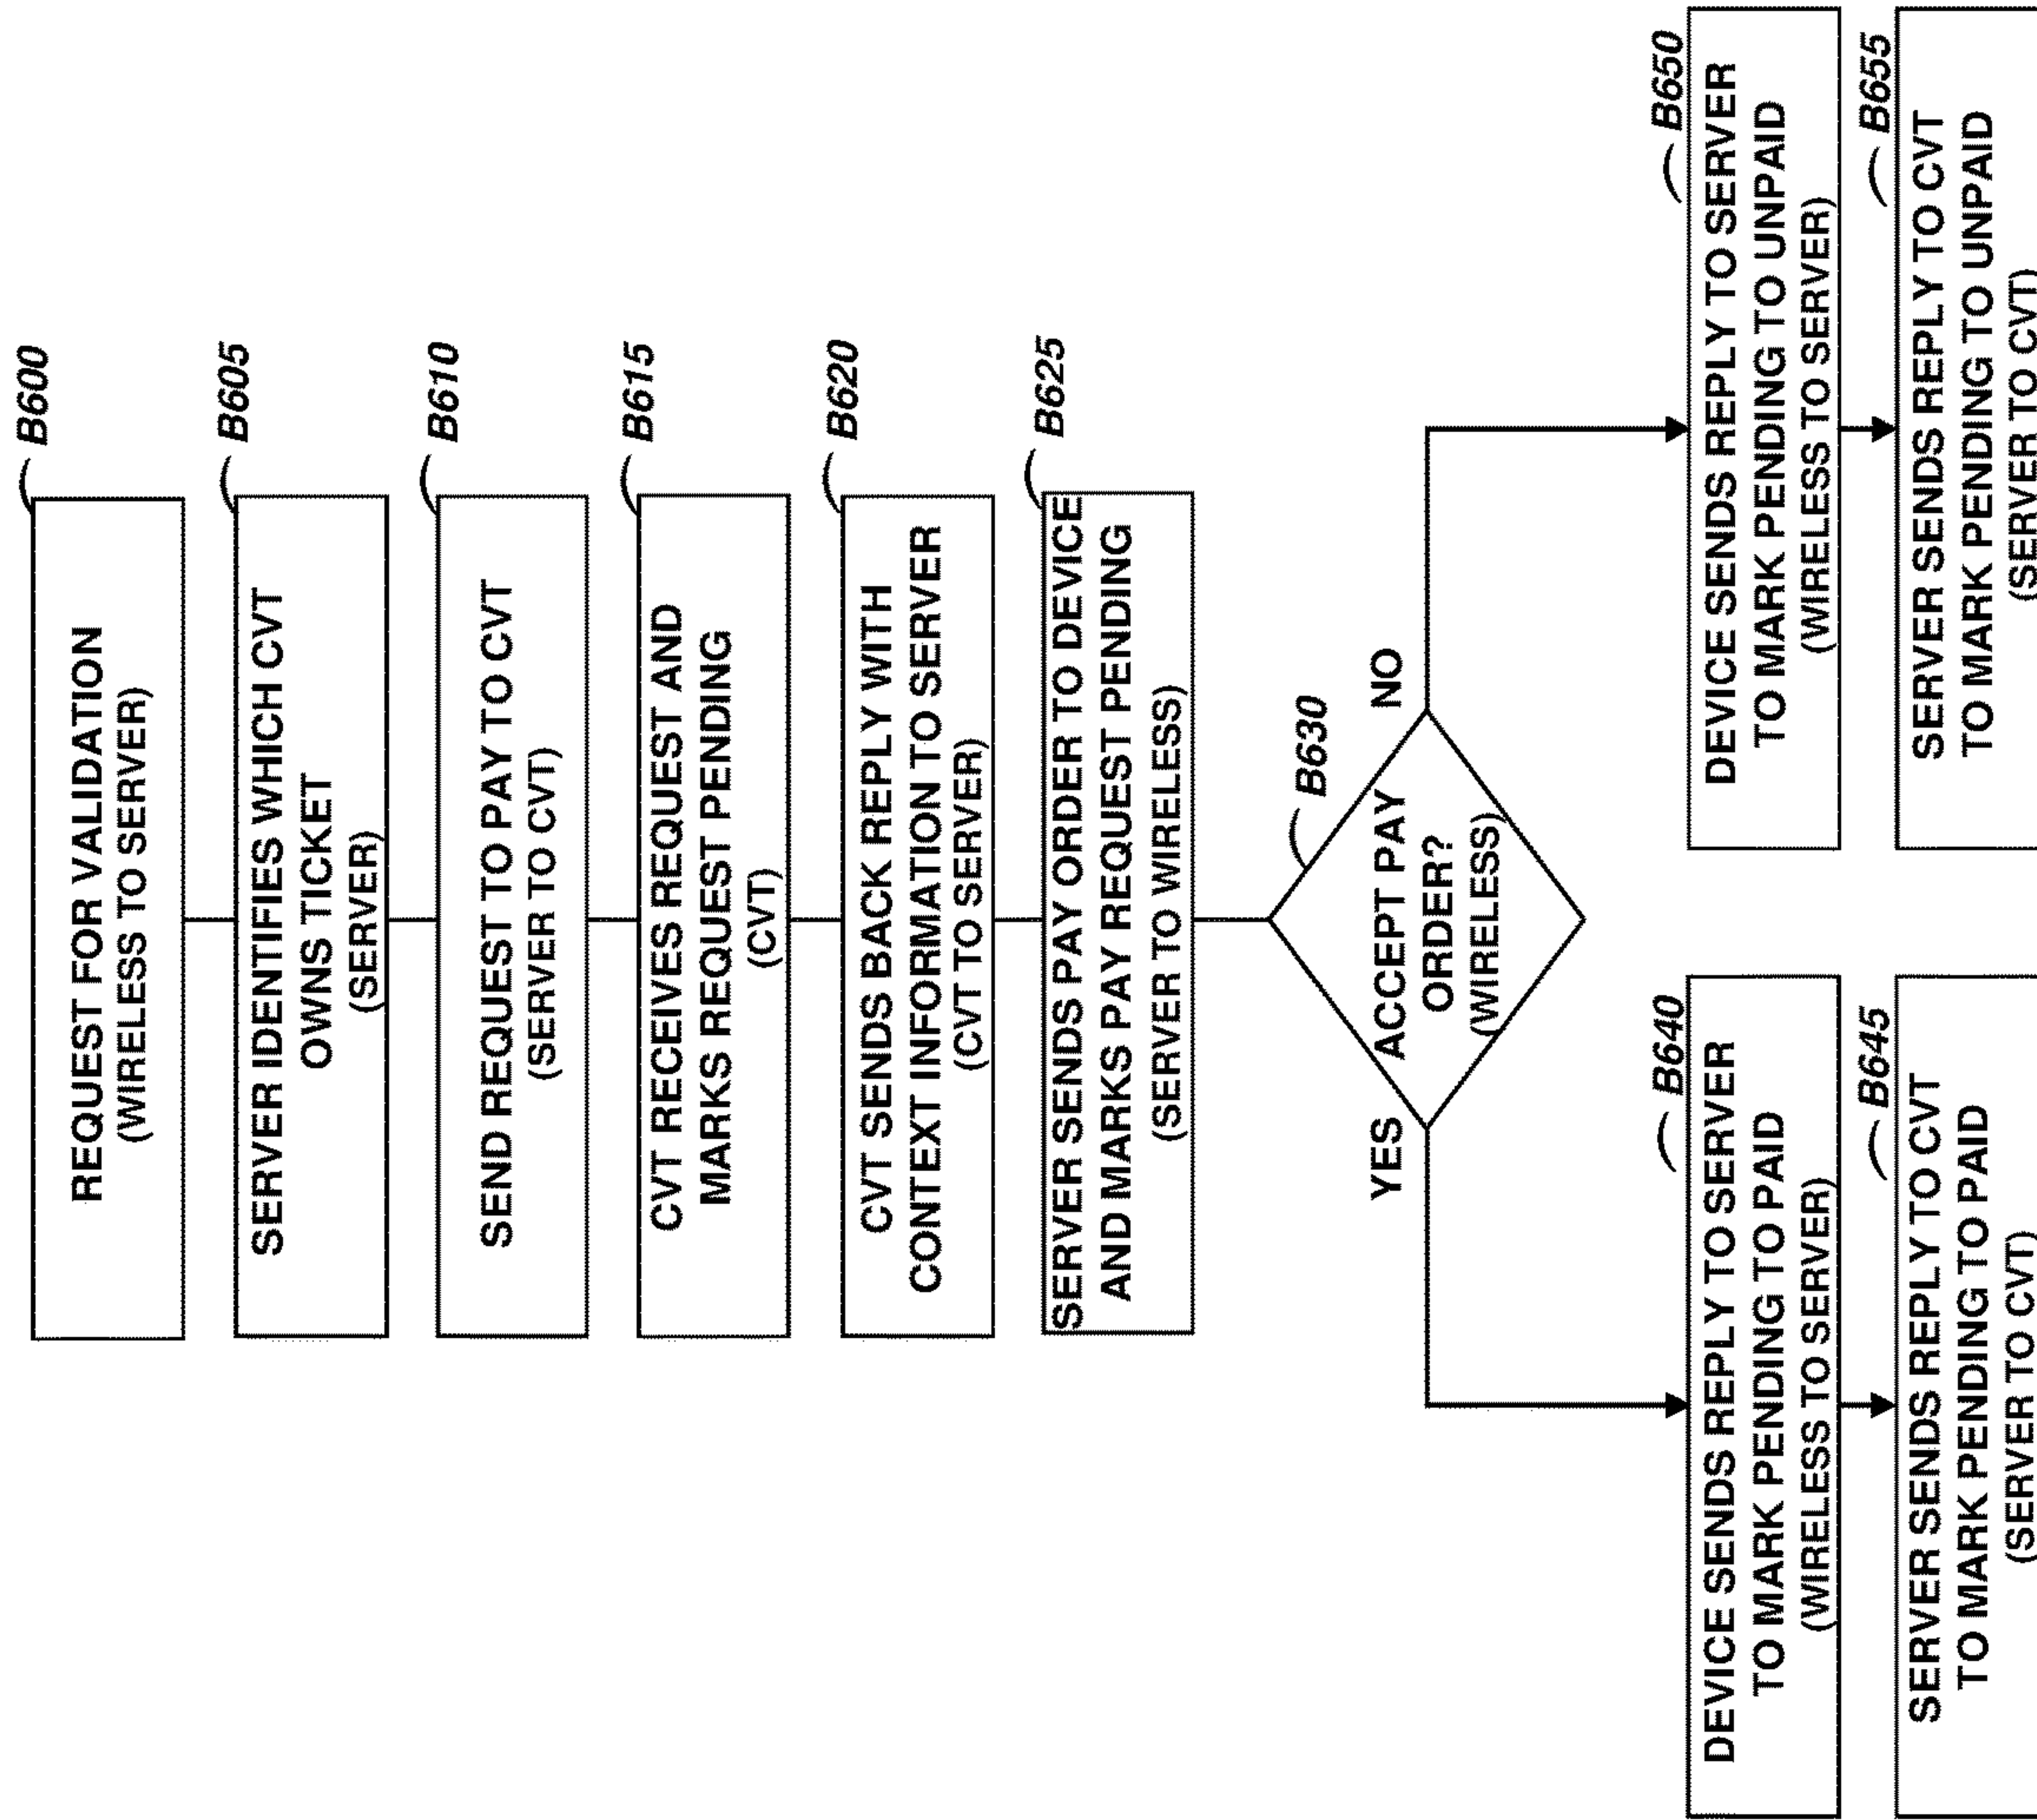 B600
REQUEST FOR VALIDATION
(WIRELESS TO SERVER)
B605
SERVER IDENTIFIES WHICH CVT
OWNS TICKET
(SERVER)
B610
SEND REQUEST TO PAY TO CVT
(SERVER TO CVT)
B615
CVT RECEIVES REQUEST AND
MARKS REQUEST PENDING
(CVT)
B620
CVT SENDS BACK REPLY WITH
CONTEXT INFORMATION TO SERVER
(CVT TO SERVER)
B625
SERVER SENDS PAY ORDER TO DEVICE
AND MARKS PAY REQUEST PENDING
(SERVER TO WIRELESS)
B630
YES
ACCEPT PAY
ORDER?
(WIRELESS)
NO
B640
DEVICE SENDS REPLY TO SERVER
TO MARK PENDING TO PAID
(WIRELESS TO SERVER)
B645
SERVER SENDS REPLY TO CVT
TO MARK PENDING TO PAID
(SERVER TO CVT)
B650
DEVICE SENDS REPLY TO SERVER
TO MARK PENDING TO UNPAID
(WIRELESS TO SERVER)
B655
SERVER SENDS REPLY TO CVT
TO MARK PENDING TO UNPAID
(SERVER TO CVT)